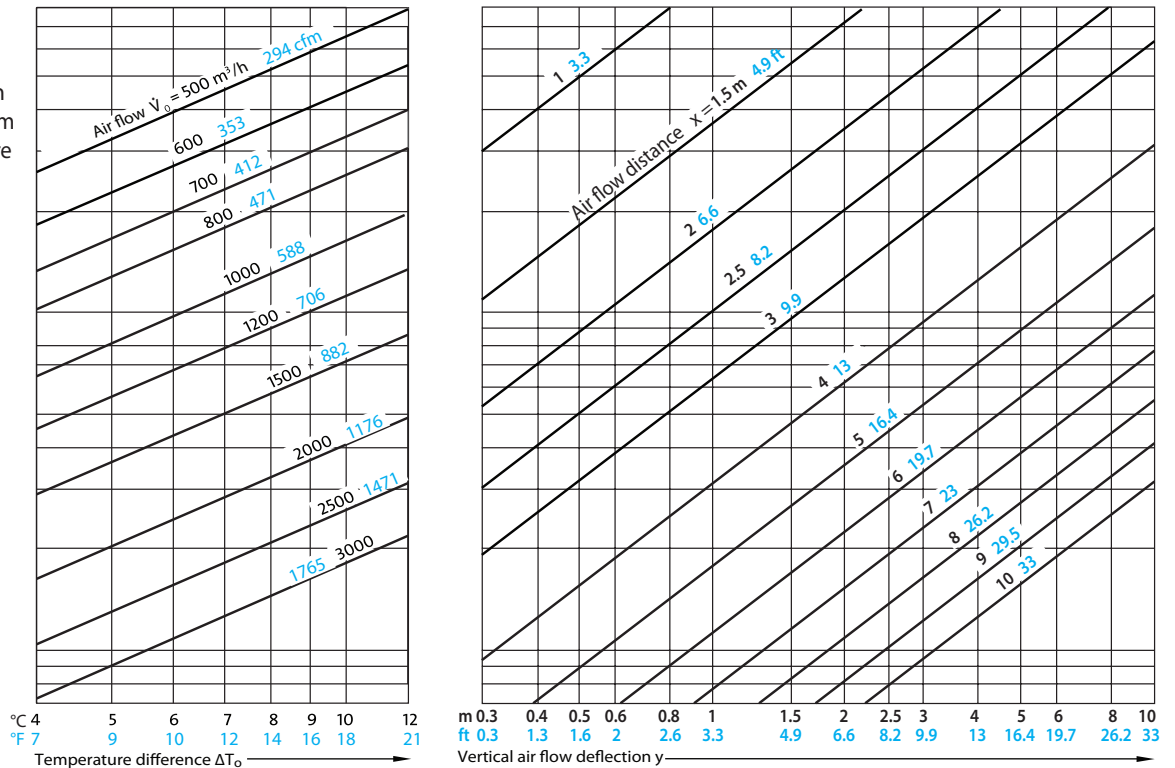 n
m
re
Air flow V̇₀ = 500 m³/h 294 cfm
600 353
700 412
800 471
1000 588
1200 706
1500 882
2000 1176
2500 1471
1765 3000
°C 4 5 6 7 8 9 10 12
°F 7 9 10 12 14 16 18 21
Temperature difference ΔT₀
1 3.3
Air flow distance x = 1.5 m 4.9 ft
2 6.6
2.5 8.2
3 9.9
4 13
5 16.4
6 19.7
7 23
8 26.2
9 29.5
10 33
m 0.3 0.4 0.5 0.6 0.8 1 1.5 2 2.5 3 4 5 6 8 10
ft 0.3 1.3 1.6 2 2.6 3.3 4.9 6.6 8.2 9.9 13 16.4 19.7 26.2 33
Vertical air flow deflection y